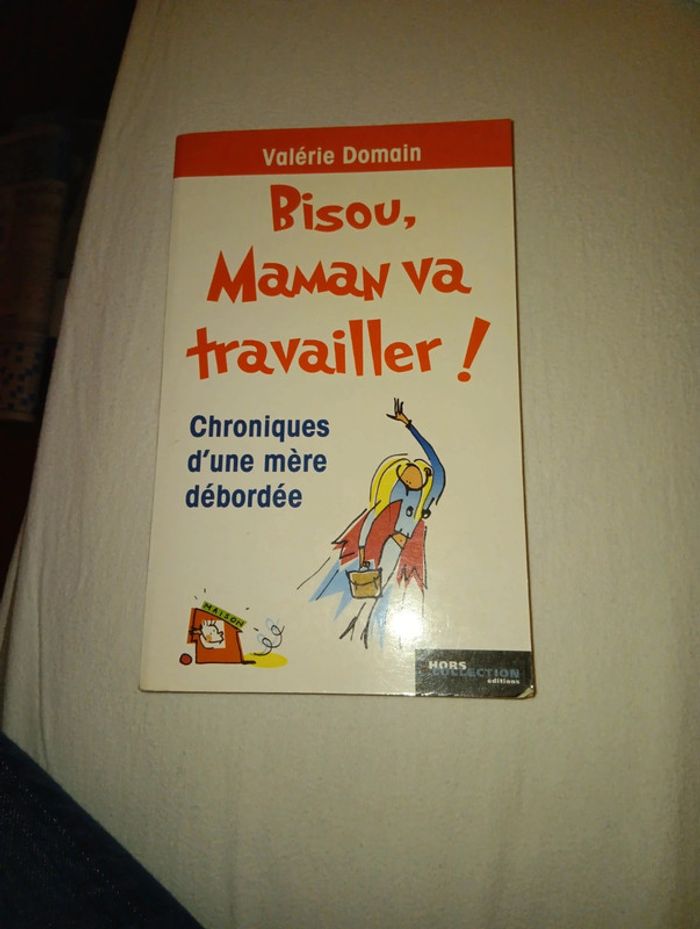 Valérie Domain
Bisou,
Maman va
travailler !
Chroniques
d'une mère
débordée
MAISON
HORS
COLLECTION
éditions